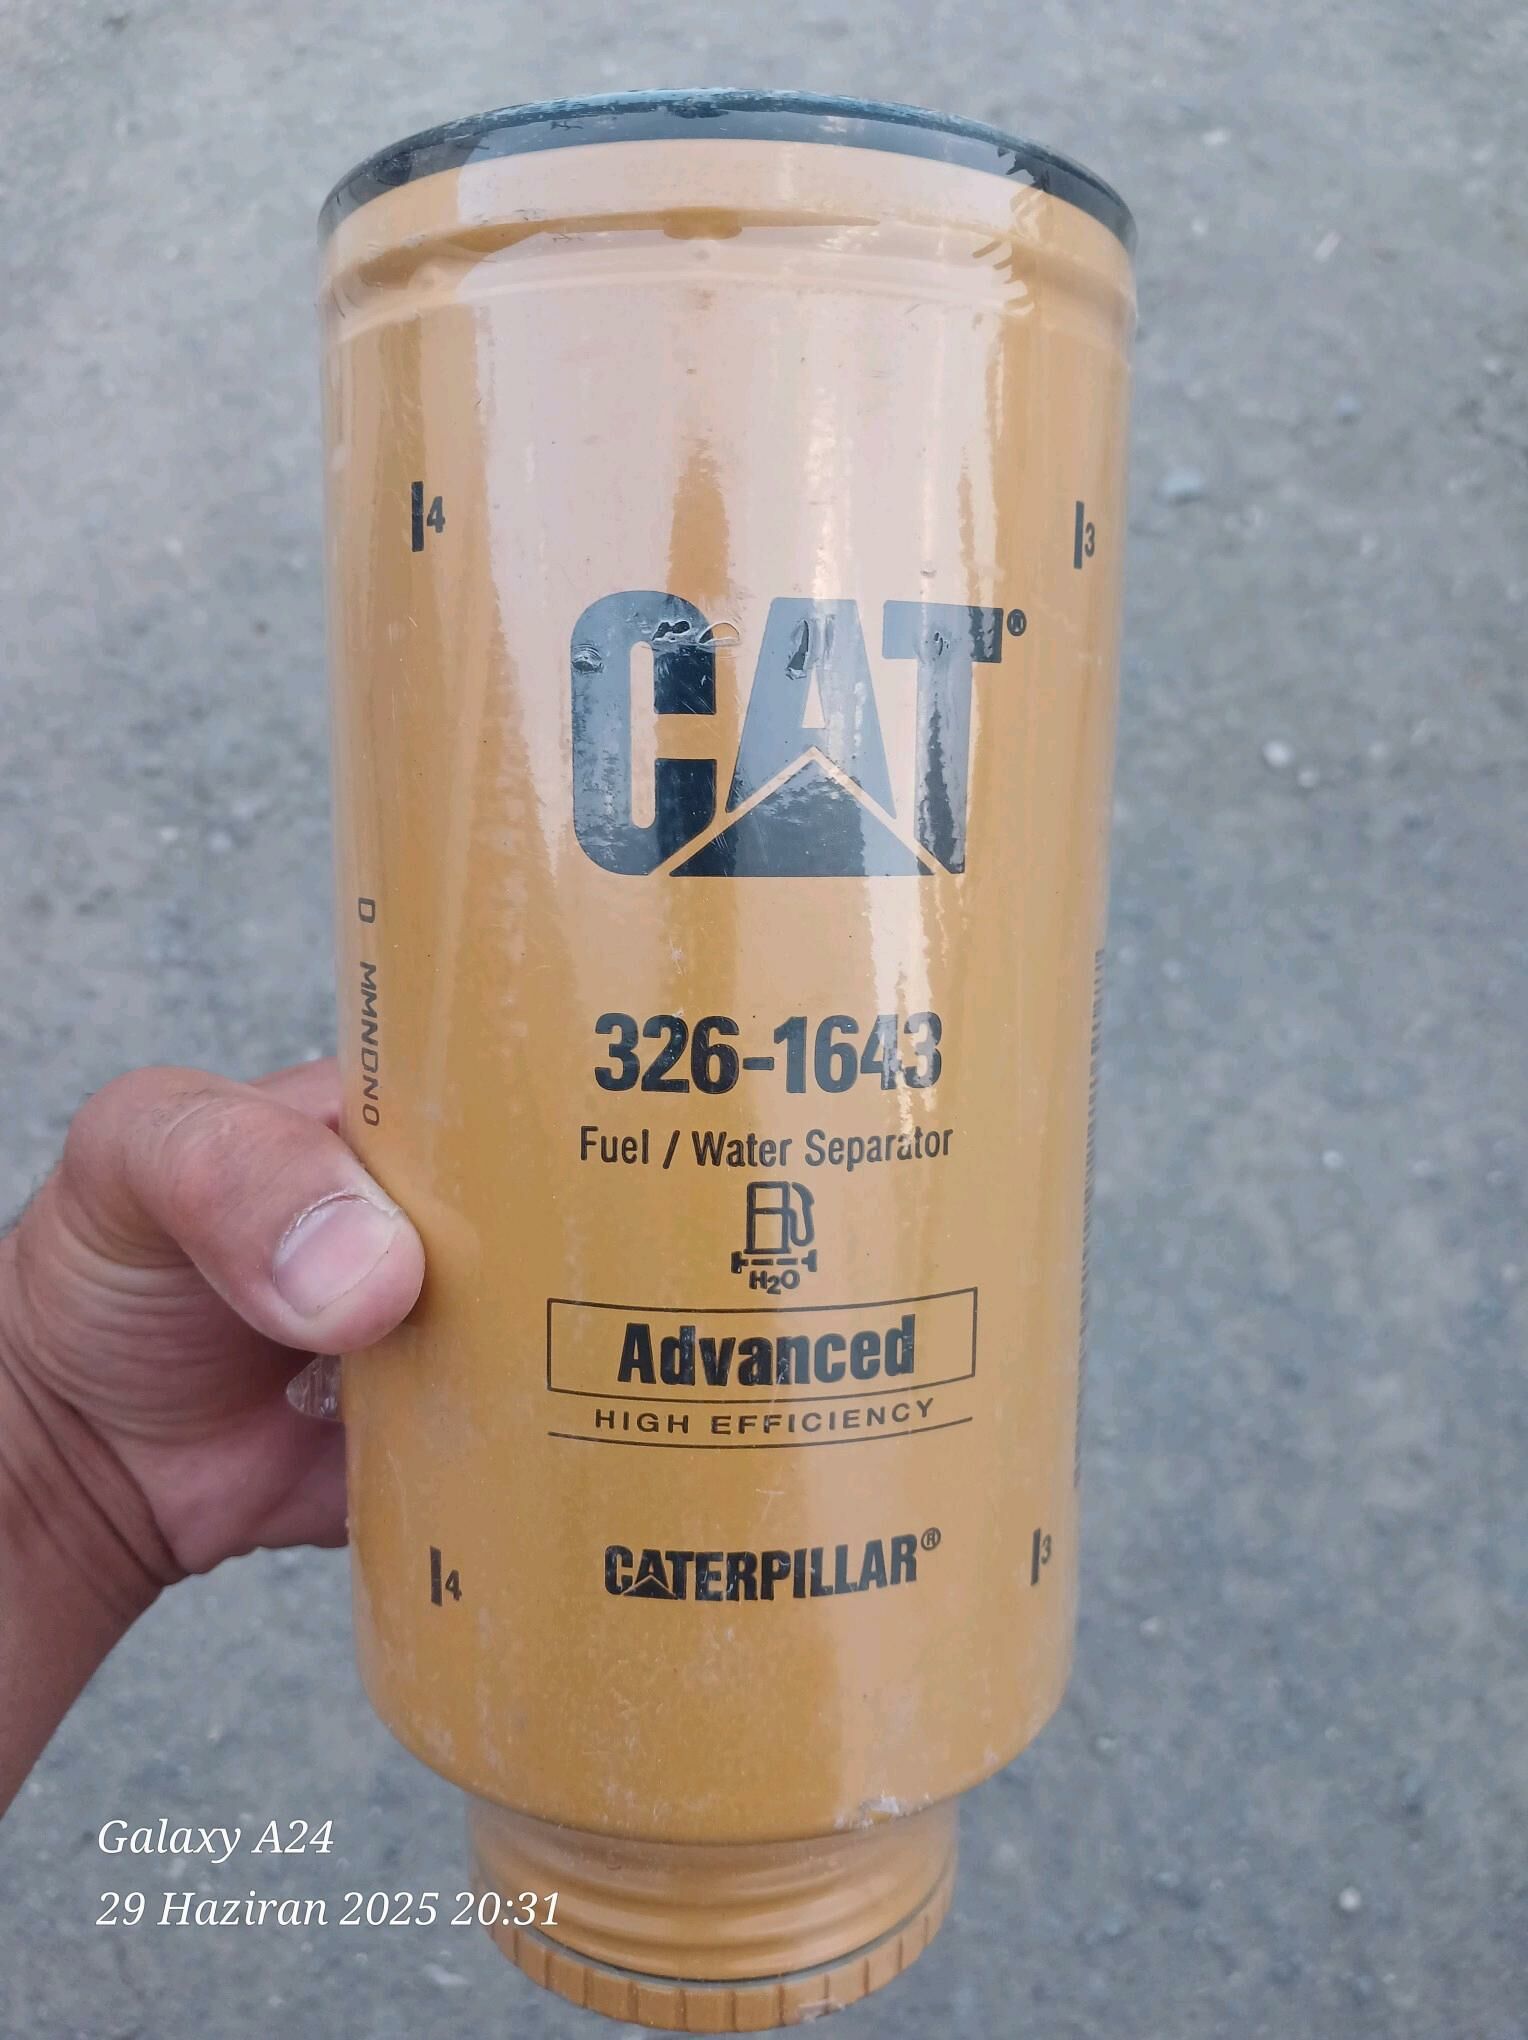 4
3
CAT®
D MMNDNO
326-1643
Fuel / Water Separator
H2O
Advanced
HIGH EFFICIENCY
CATERPILLAR®
4
3
Galaxy A24
29 Haziran 2025 20:31